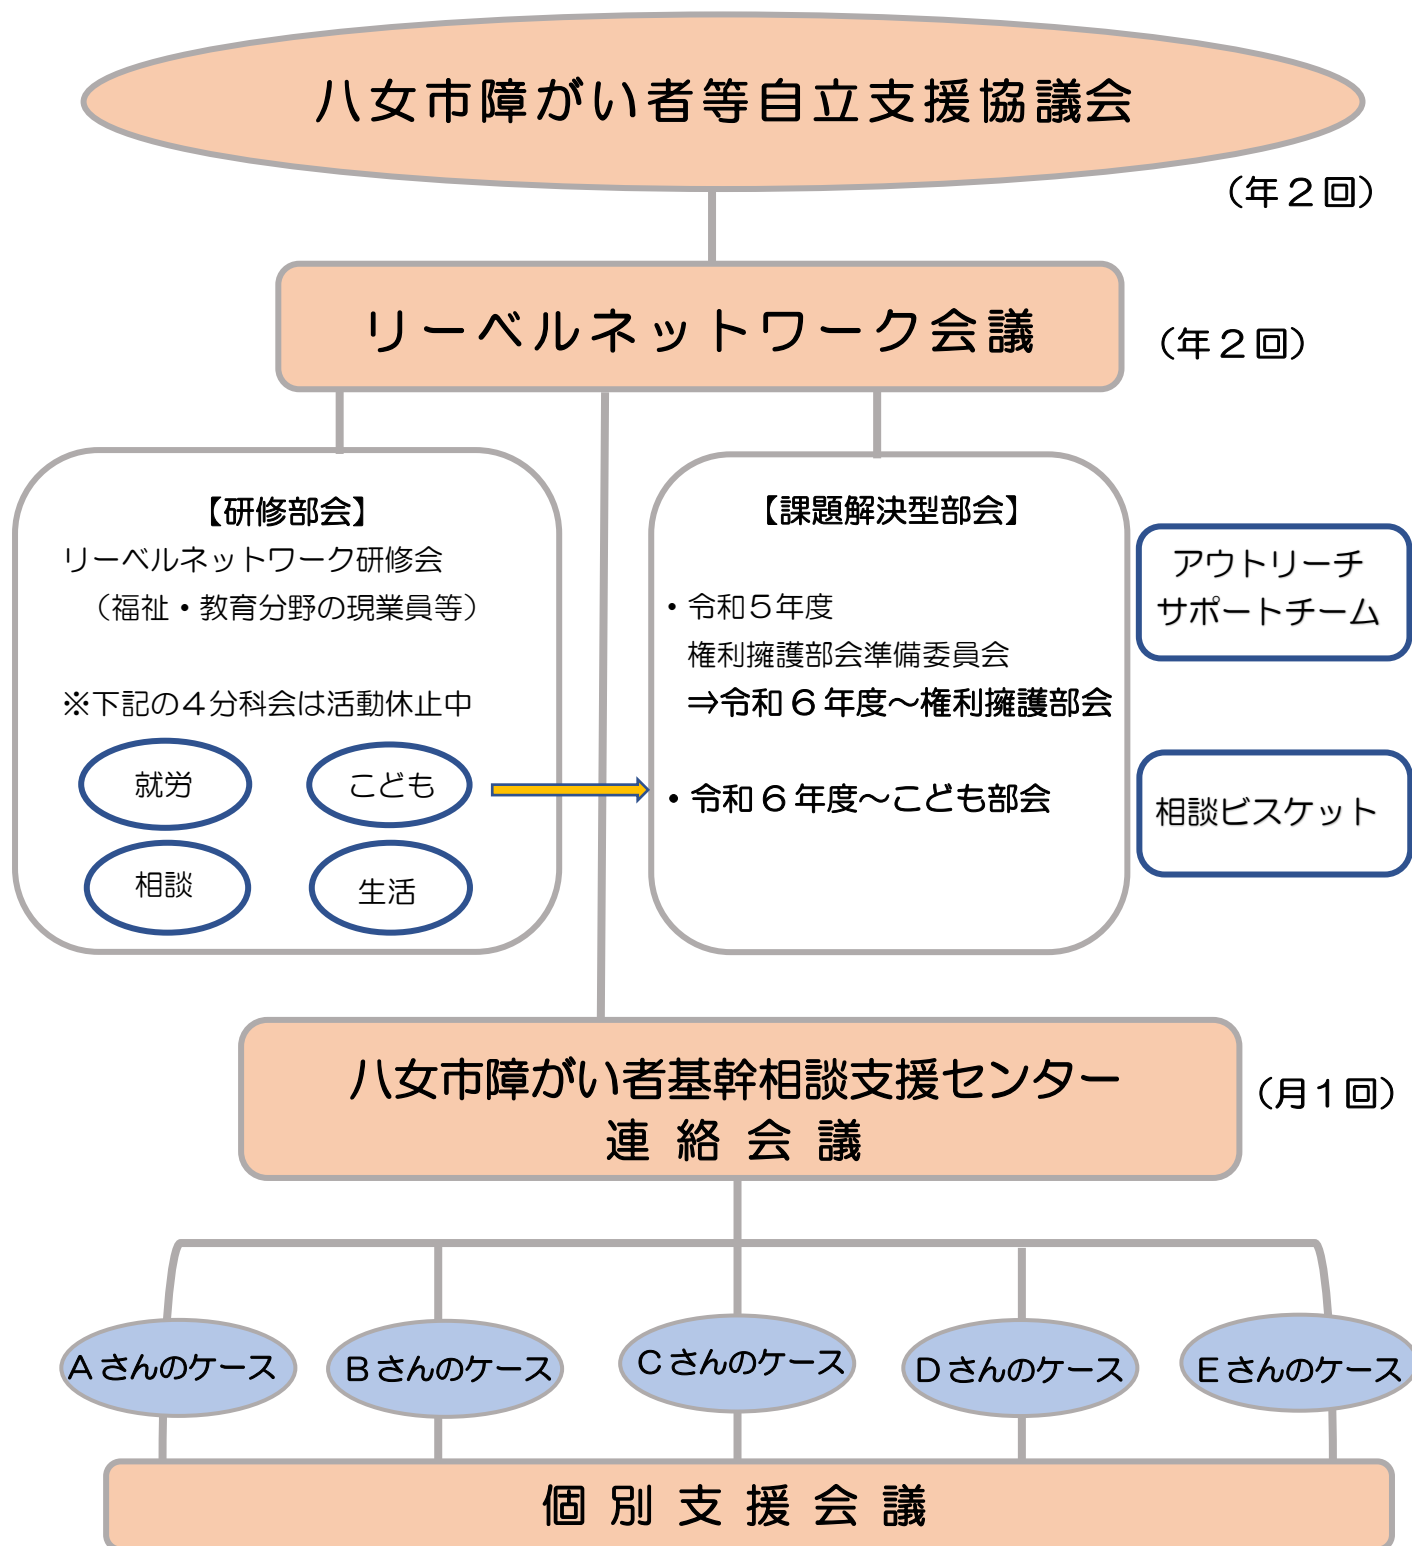 八女市障がい者等自立支援協議会
（年２回）
リーベルネットワーク会議
（年２回）
【研修部会】
リーベルネットワーク研修会
（福祉・教育分野の現業員等）
※下記の４分科会は活動休止中
就労
こども
相談
生活
【課題解決型部会】
・令和５年度
権利擁護部会準備委員会
⇒令和６年度～権利擁護部会
・令和６年度～こども部会
アウトリーチ
サポートチーム
相談ビスケット
八女市障がい者基幹相談支援センター
連絡会議
（月１回）
Ａさんのケース
Ｂさんのケース
Ｃさんのケース
Ｄさんのケース
Ｅさんのケース
個別支援会議